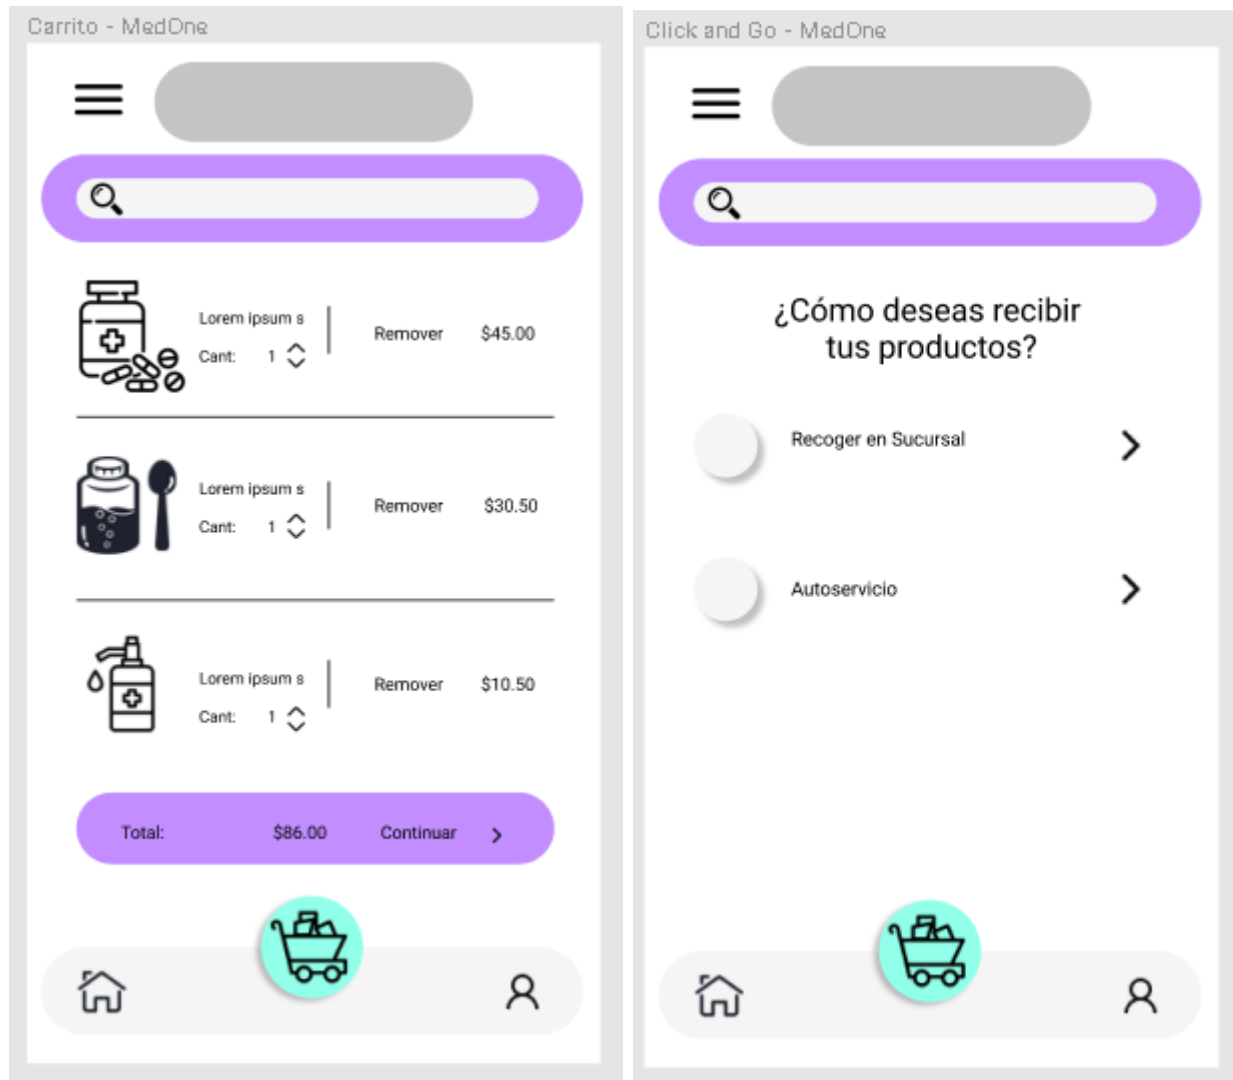 Carrito - MedOne
Lorem ipsum s
Cant: 1
Remover $45.00
Lorem ipsum s
Cant: 1
Remover $30.50
Lorem ipsum s
Cant: 1
Remover $10.50
Total: $86.00 Continuar
Click and Go - MedOne
¿Cómo deseas recibir
tus productos?
Recoger en Sucursal
Autoservicio